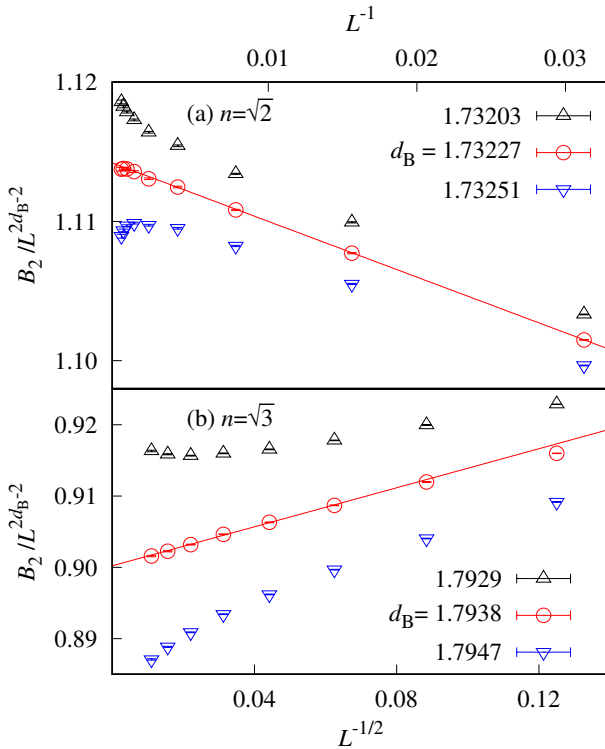 L⁻¹
0.01 0.02 0.03
1.12
1.11
1.10
B₂/L^{2d_B-2}
(a) n=√2
1.73203
d_B = 1.73227
1.73251
0.92
0.91
0.90
0.89
B₂/L^{2d_B-2}
(b) n=√3
1.7929
d_B= 1.7938
1.7947
0.04 0.08 0.12
L^{-1/2}